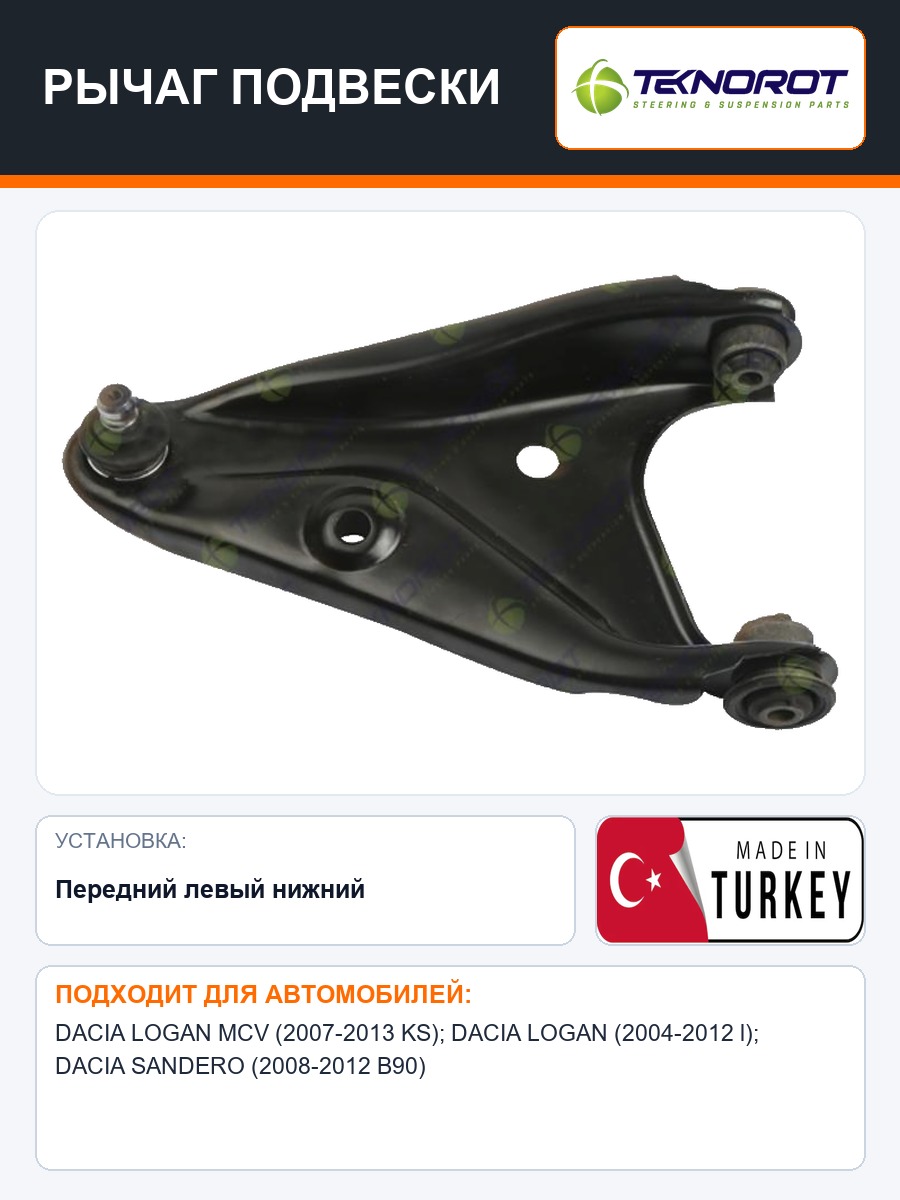 РЫЧАГ ПОДВЕСКИ
TEKNOROT
STEERING & SUSPENSION PARTS
УСТАНОВКА:
Передний левый нижний
MADE IN
TURKEY
ПОДХОДИТ ДЛЯ АВТОМОБИЛЕЙ:
DACIA LOGAN MCV (2007-2013 KS); DACIA LOGAN (2004-2012 I);
DACIA SANDERO (2008-2012 B90)